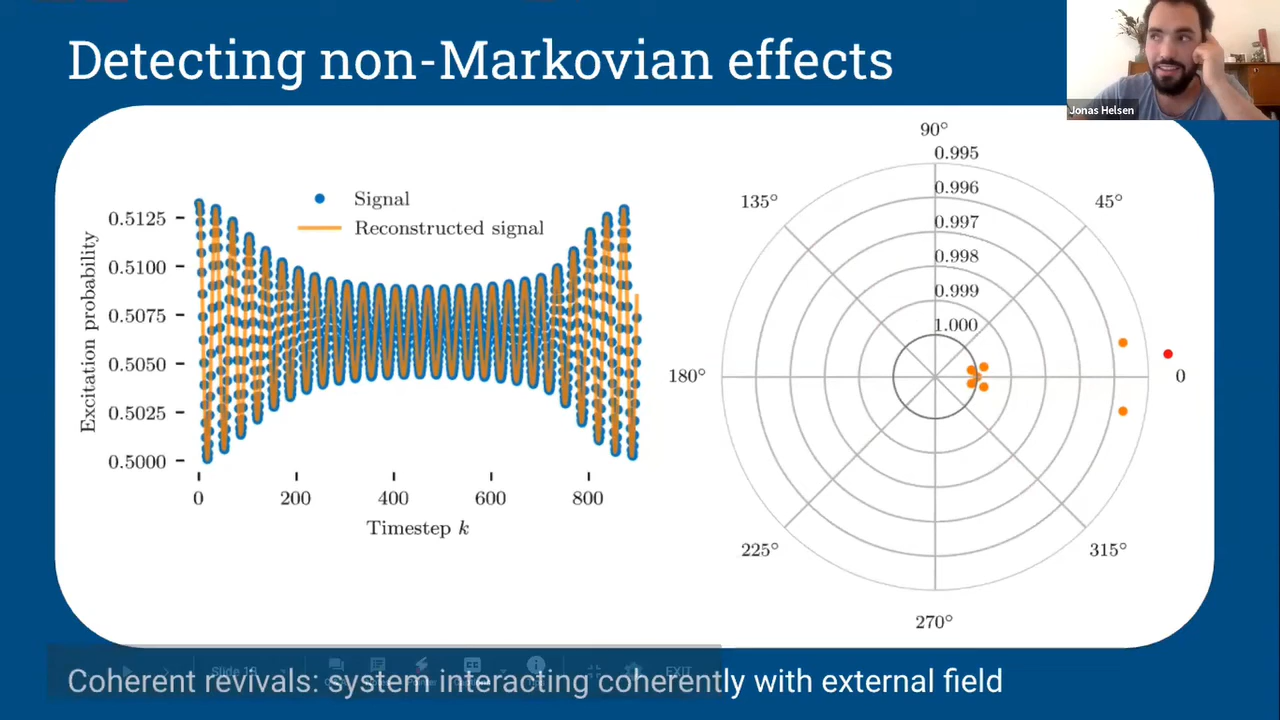 Detecting non-Markovian effects
Jonas Helsen
Signal
Reconstructed signal
Excitation probability
0.5125
0.5100
0.5075
0.5050
0.5025
0.5000
0 200 400 600 800
Timestep k
90°
0.995
0.996
0.997
0.998
0.999
1.000
135°
45°
180°
0
225°
315°
270°
EXIT
Coherent revivals: system interacting coherently with external field